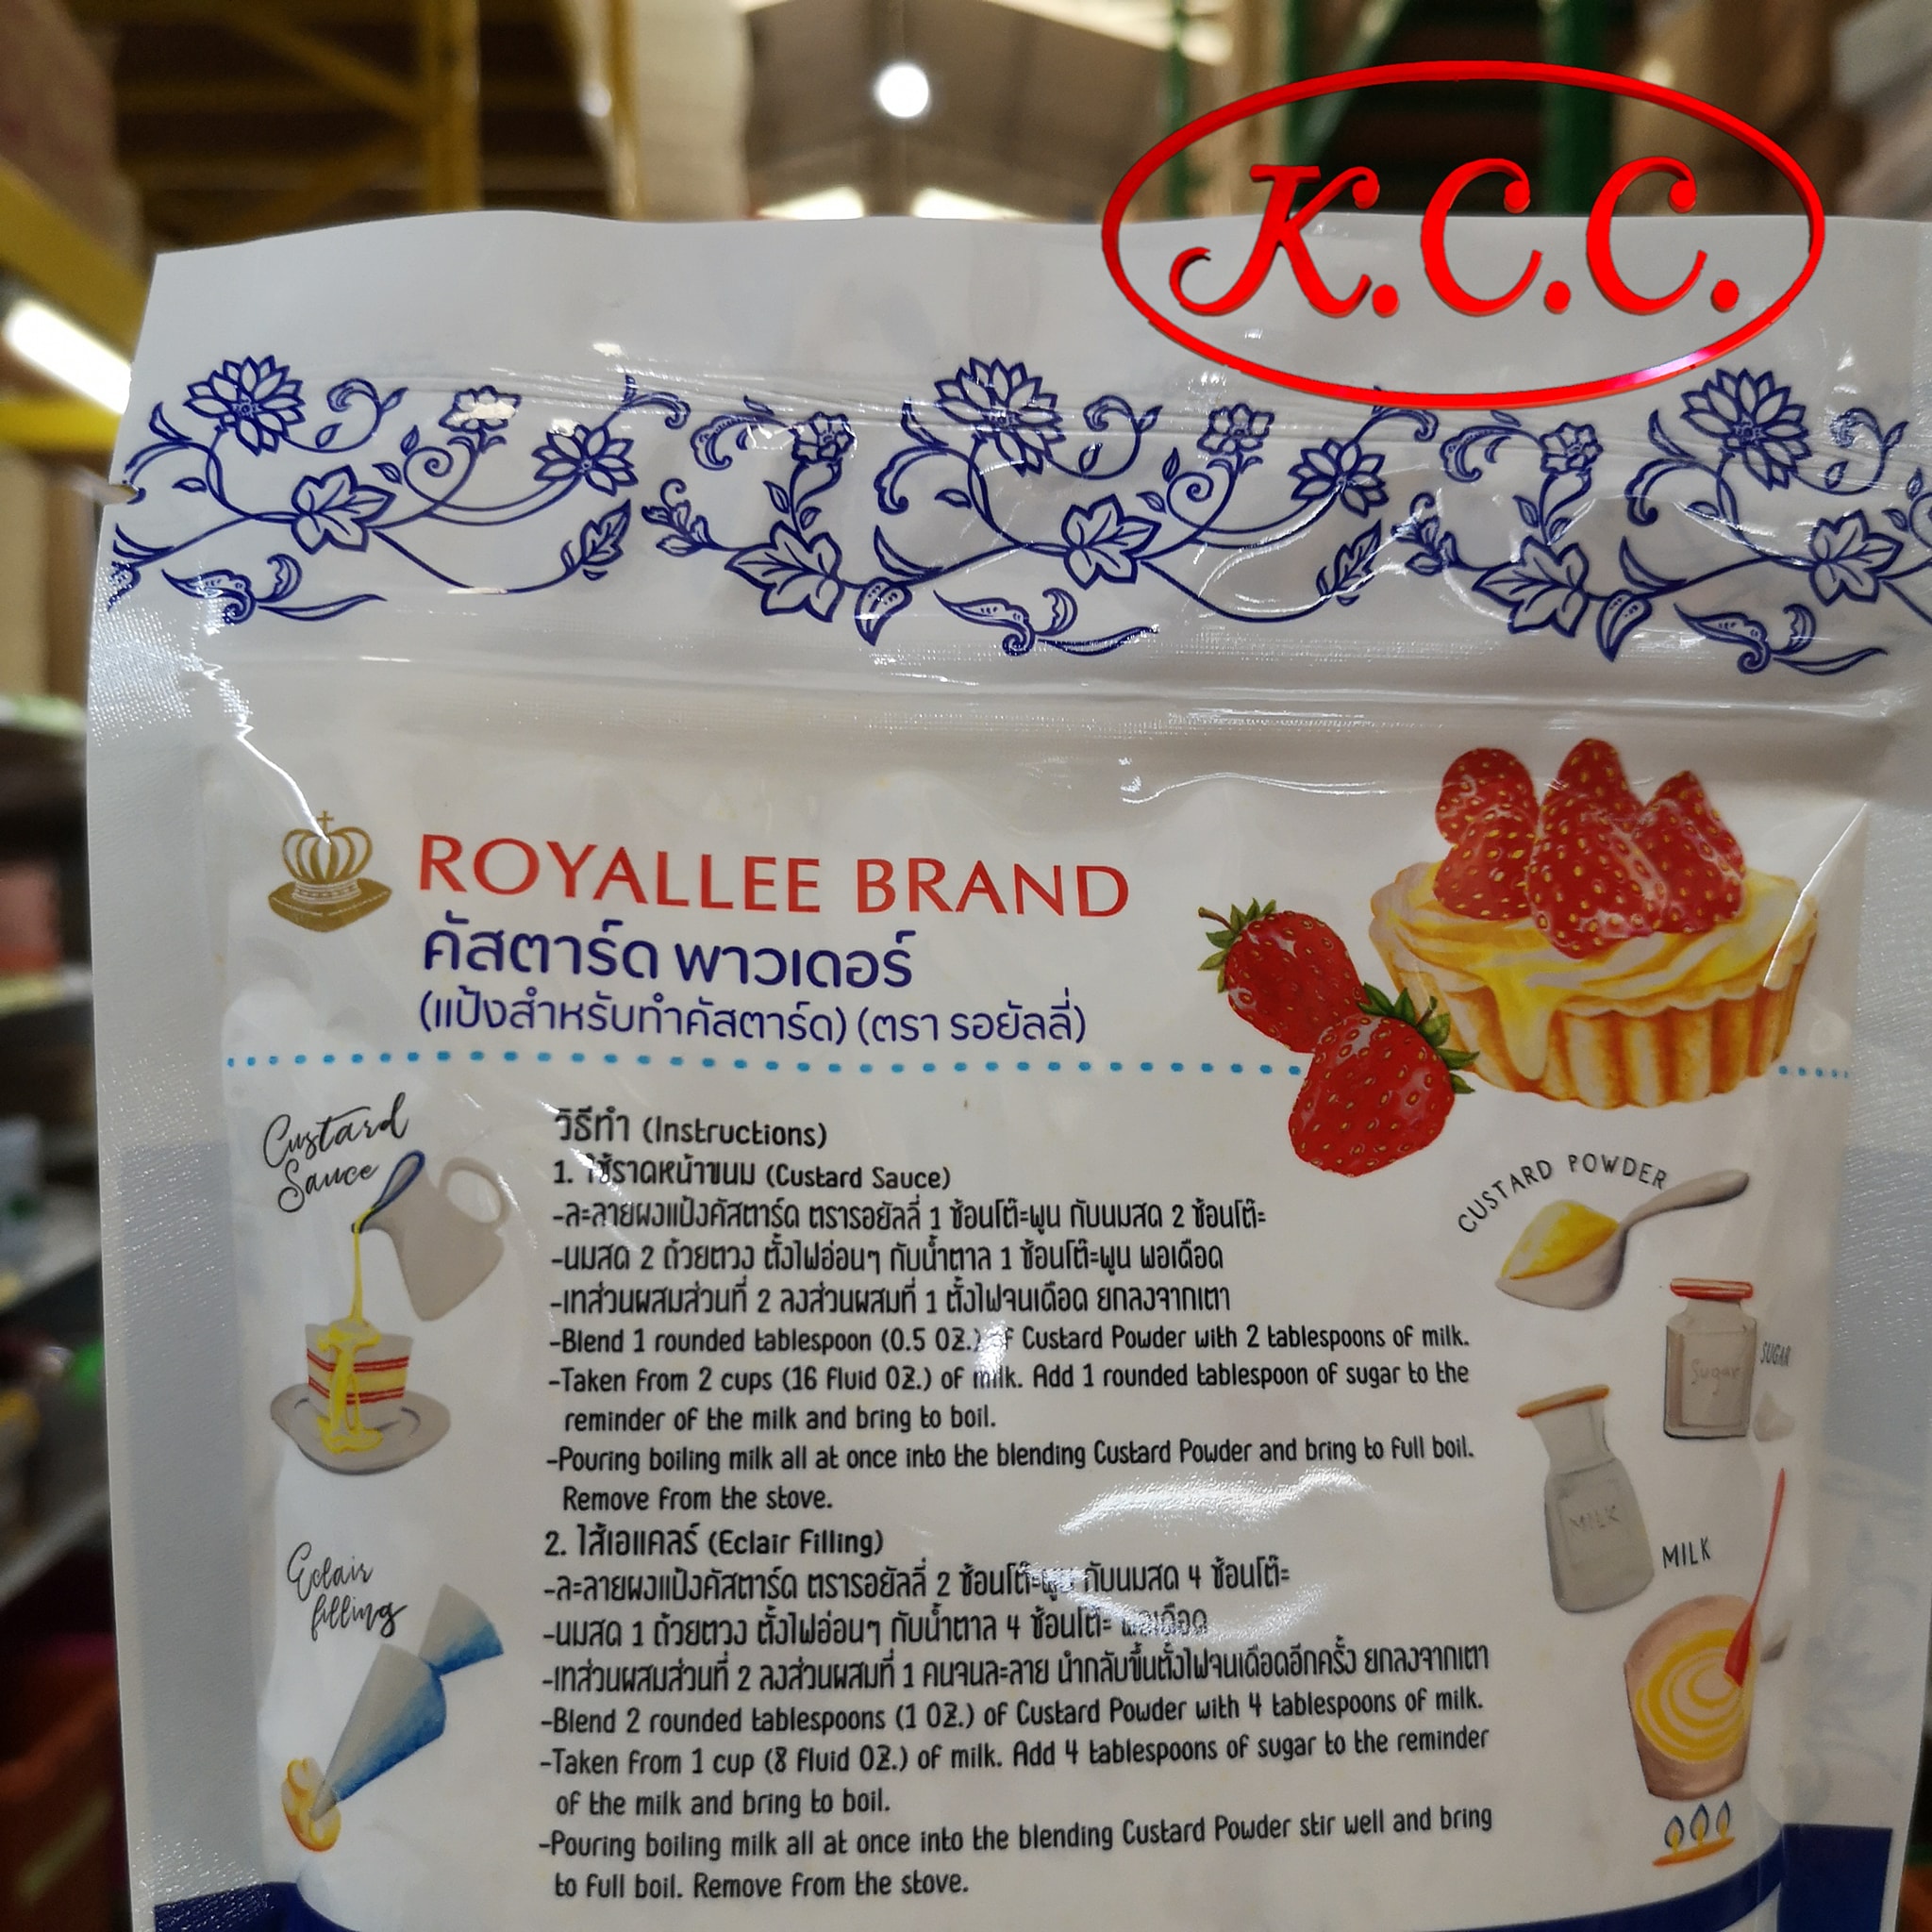 K.C.C.
ROYALLEE BRAND
คัสตาร์ด พาวเดอร์
(แป้งสำหรับทำคัสตาร์ด) (ตรา รอยัลลี่)
Custard
Sauce
วิธีทำ (Instructions)
1. ใช้ราดหน้าขนม (Custard Sauce)
-ละลายผงแป้งคัสตาร์ด ตรารอยัลลี่ 1 ช้อนโต๊ะพูน กับนมสด 2 ช้อนโต๊ะ
-นมสด 2 ถ้วยตวง ตั้งไฟอ่อนๆ กับน้ำตาล 1 ช้อนโต๊ะพูน พอเดือด
-เทส่วนผสมส่วนที่ 2 ลงส่วนผสมที่ 1 ตั้งไฟจนเดือด ยกลงจากเตา
-Blend 1 rounded tablespoon (0.5 OZ.) of Custard Powder with 2 tablespoons of milk.
-Taken from 2 cups (16 fluid OZ.) of milk. Add 1 rounded tablespoon of sugar to the
reminder of the milk and bring to boil.
-Pouring boiling milk all at once into the blending Custard Powder and bring to full boil.
Remove from the stove.
Eclair
filling
2. ไส้เอแคลร์ (Eclair Filling)
-ละลายผงแป้งคัสตาร์ด ตรารอยัลลี่ 2 ช้อนโต๊ะพูน กับนมสด 4 ช้อนโต๊ะ
-นมสด 1 ถ้วยตวง ตั้งไฟอ่อนๆ กับน้ำตาล 4 ช้อนโต๊ะ พอเดือด
-เทส่วนผสมส่วนที่ 2 ลงส่วนผสมที่ 1 คนจนละลาย นำกลับขึ้นตั้งไฟจนเดือดอีกครั้ง ยกลงจากเตา
-Blend 2 rounded tablespoons (1 OZ.) of Custard Powder with 4 tablespoons of milk.
-Taken from 1 cup (8 fluid OZ.) of milk. Add 4 tablespoons of sugar to the reminder
of the milk and bring to boil.
-Pouring boiling milk all at once into the blending Custard Powder stir well and bring
to full boil. Remove from the stove.
CUSTARD POWDER
Sugar
SUGAR
MILK
MILK